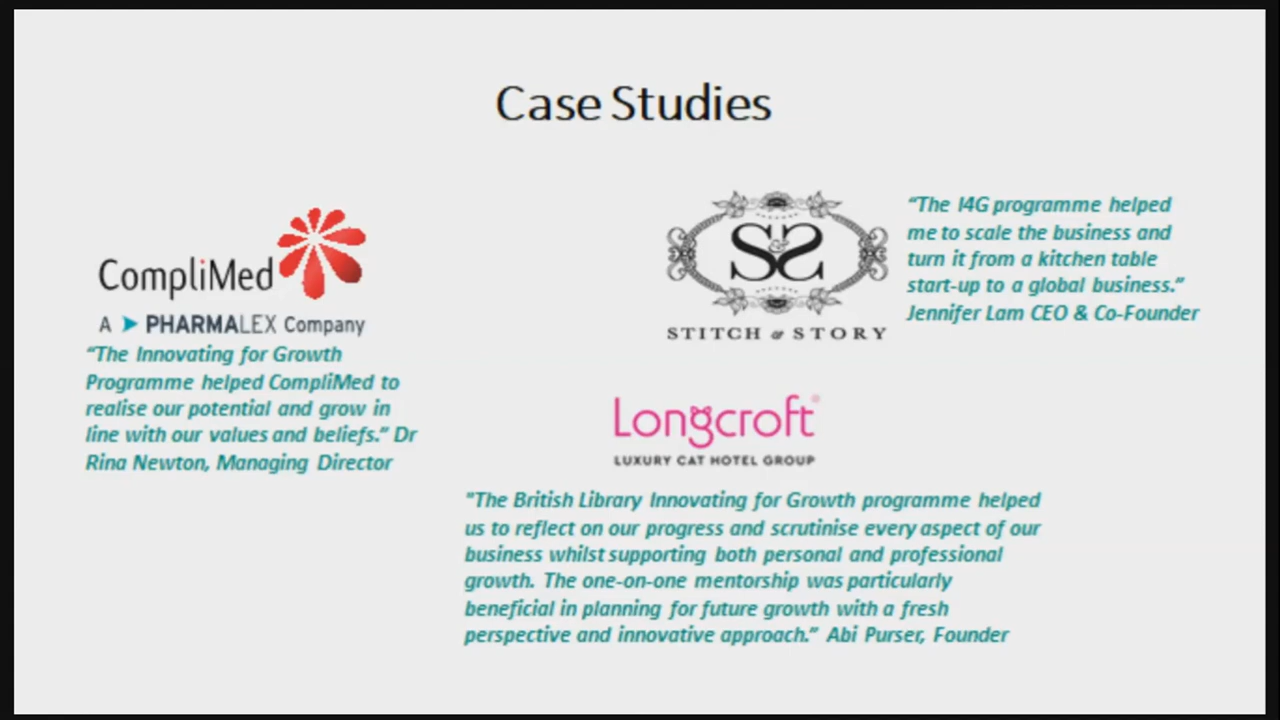 Case Studies
CompliMed
A PHARMALEX Company
“The Innovating for Growth
Programme helped CompliMed to
realise our potential and grow in
line with our values and beliefs.” Dr
Rina Newton, Managing Director
S&S
STITCH & STORY
“The I4G programme helped
me to scale the business and
turn it from a kitchen table
start-up to a global business.”
Jennifer Lam CEO & Co-Founder
Longcroft®
LUXURY CAT HOTEL GROUP
"The British Library Innovating for Growth programme helped
us to reflect on our progress and scrutinise every aspect of our
business whilst supporting both personal and professional
growth. The one-on-one mentorship was particularly
beneficial in planning for future growth with a fresh
perspective and innovative approach.” Abi Purser, Founder